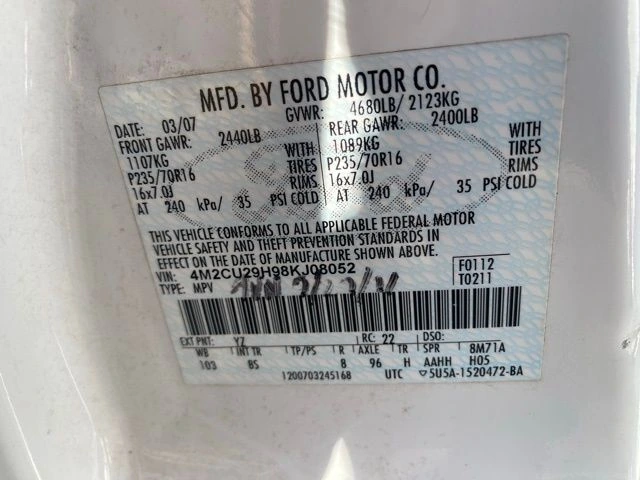 MFD. BY FORD MOTOR CO.
DATE: 03/07 GVWR: 4680LB/ 2123KG
FRONT GAWR: 2440LB REAR GAWR: 2400LB
1107KG WITH 1089KG WITH
P235/70R16 TIRES P235/70R16 TIRES
16x7.0J RIMS 16x7.0J RIMS
AT 240 kPa/ 35 PSI COLD AT 240 kPa/ 35 PSI COLD
THIS VEHICLE CONFORMS TO ALL APPLICABLE FEDERAL MOTOR
VEHICLE SAFETY AND THEFT PREVENTION STANDARDS IN
EFFECT ON THE DATE OF MANUFACTURE SHOWN ABOVE.
VIN: 4M2CU29H98KJ08052 F0112
TYPE: MPV T0211
EXT PNT: YZ RC: 22 DSO:
WB INT TR TP/PS R AXLE TR SPR 8M71A
103 BS 8 96 H AAHH H05
1200703245168 UTC ▽5U5A-1520472-BA